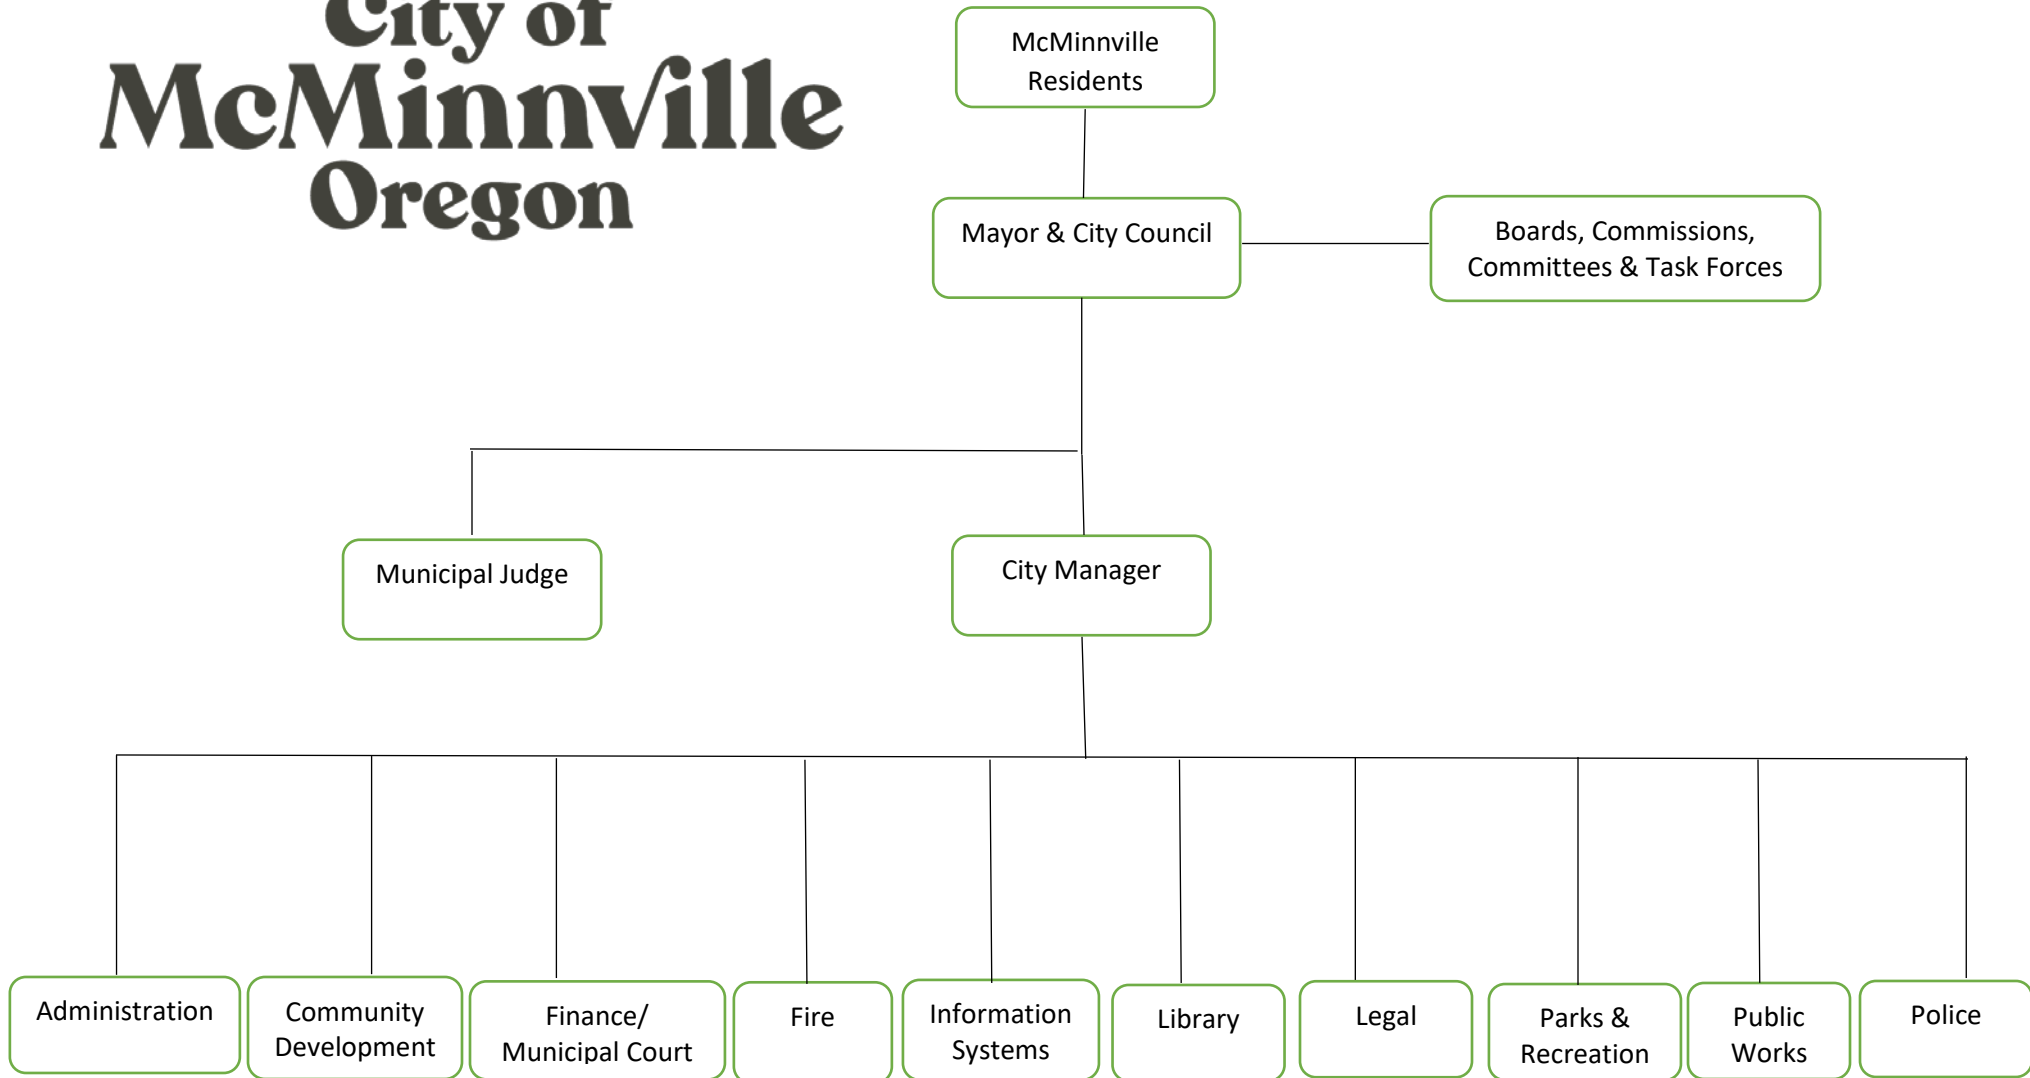 City of
McMinnville
Oregon
McMinnville
Residents
Mayor & City Council
Boards, Commissions,
Committees & Task Forces
Municipal Judge
City Manager
Administration
Community
Development
Finance/
Municipal Court
Fire
Information
Systems
Library
Legal
Parks &
Recreation
Public
Works
Police